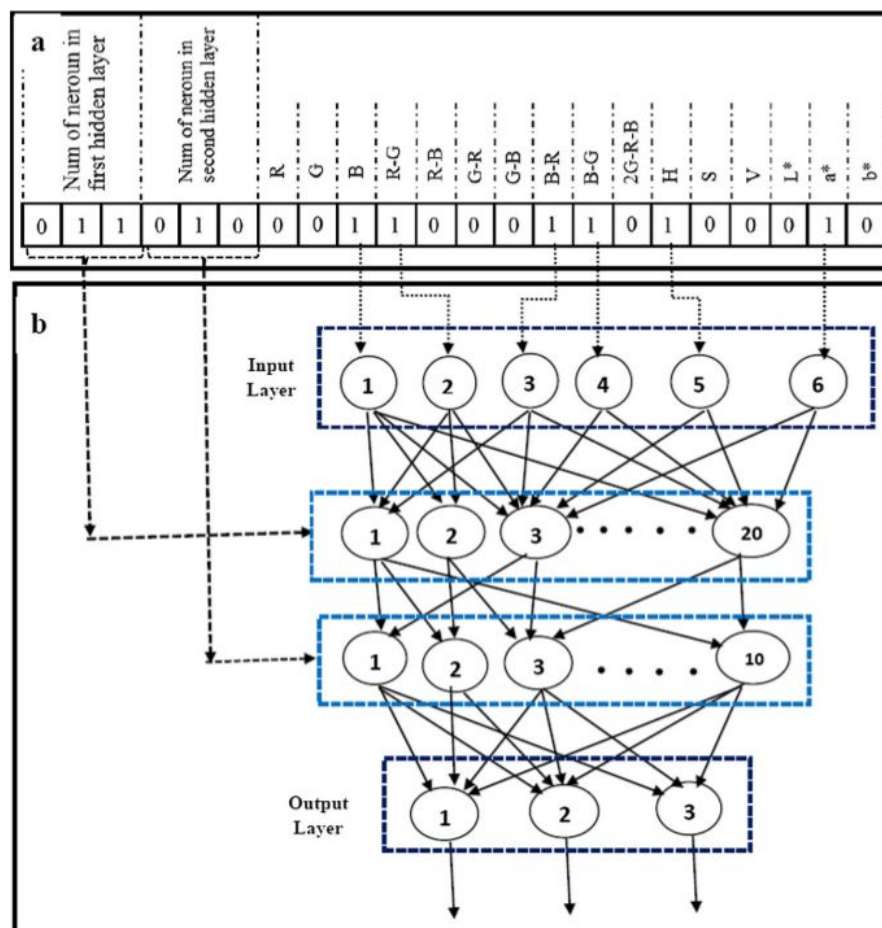 a
Num of neroun in
first hidden layer
Num of neroun in
second hidden layer
R
G
B
R-G
R-B
G-R
G-B
B-R
B-G
2G-R-B
H
S
V
L*
a*
b*
0 1 1 0 1 0 0 0 1 1 0 0 0 1 1 0 1 0 0 0 1 0
b
Input
Layer
1 2 3 4 5 6
1 2 3 20
1 2 3 10
Output
Layer
1 2 3